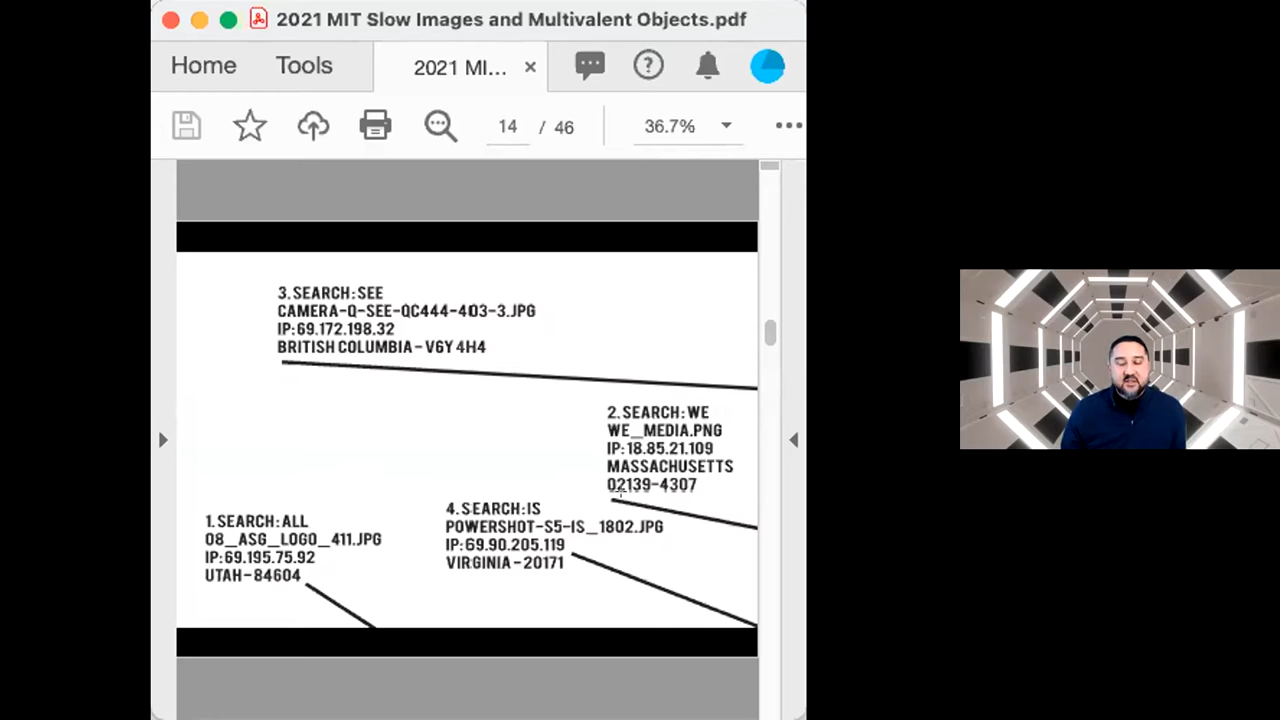 2021 MIT Slow Images and Multivalent Objects.pdf
Home
Tools
2021 MI...
14 / 46
36.7%
3. SEARCH: SEE
CAMERA-Q-SEE-QC444-403-3.JPG
IP: 69.172.198.32
BRITISH COLUMBIA - V6Y 4H4
2. SEARCH: WE
WE_MEDIA.PNG
IP: 18.85.21.109
MASSACHUSETTS
02139-4307
1. SEARCH: ALL
08_ASG_LOGO_411.JPG
IP: 69.195.75.92
UTAH - 84604
4. SEARCH: IS
POWERSHOT-S5-IS_1802.JPG
IP: 69.90.205.119
VIRGINIA - 20171